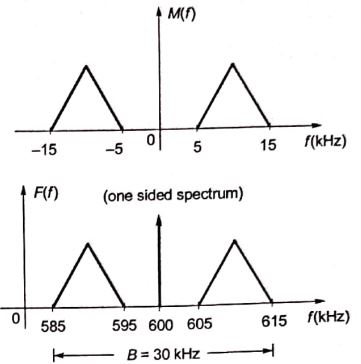 M(f)
–15 –5 0 5 15 f(kHz)
F(f) (one sided spectrum)
0 585 595 600 605 615 f(kHz)
B = 30 kHz